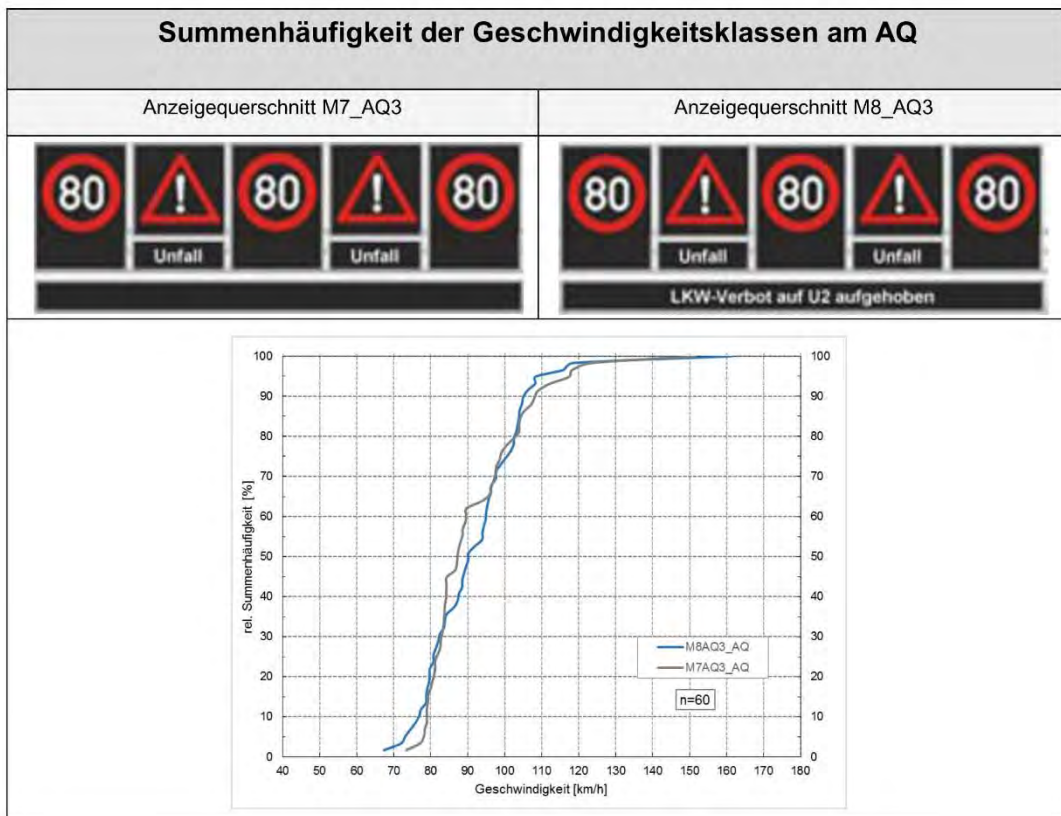 Summenhäufigkeit der Geschwindigkeitsklassen am AQ
Anzeigequerschnitt M7_AQ3
Anzeigequerschnitt M8_AQ3
80 ! 80 ! 80
Unfall Unfall
80 ! 80 ! 80
Unfall Unfall
LKW-Verbot auf U2 aufgehoben
rel. Summenhäufigkeit [%]
100 100
90 90
80 80
70 70
60 60
50 50
40 40
30 30
20 20
10 10
0 0
M8AQ3_AQ
M7AQ3_AQ
n=60
40 50 60 70 80 90 100 110 120 130 140 150 160 170 180
Geschwindigkeit [km/h]